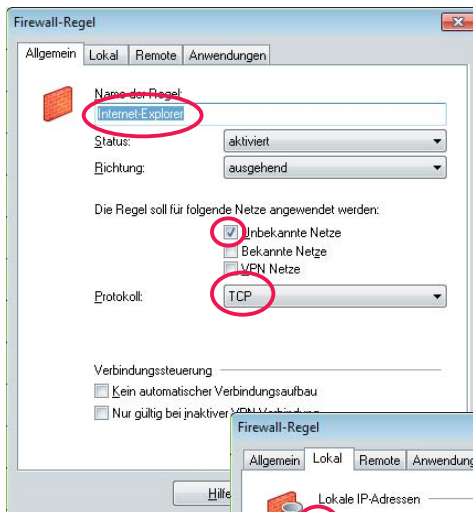 Firewall-Regel
Allgemein Lokal Remote Anwendungen
Name der Regel:
Internet-Explorer
Status: aktiviert
Richtung: ausgehend
Die Regel soll für folgende Netze angewendet werden:
Unbekannte Netze
Bekannte Netze
VPN Netze
Protokoll: TCP
Verbindungssteuerung
Kein automatischer Verbindungsaufbau
Nur gültig bei inaktiver VPN-Verbindung
Hilfe
Firewall-Regel
Allgemein Lokal Remote Anwendung
Lokale IP-Adressen